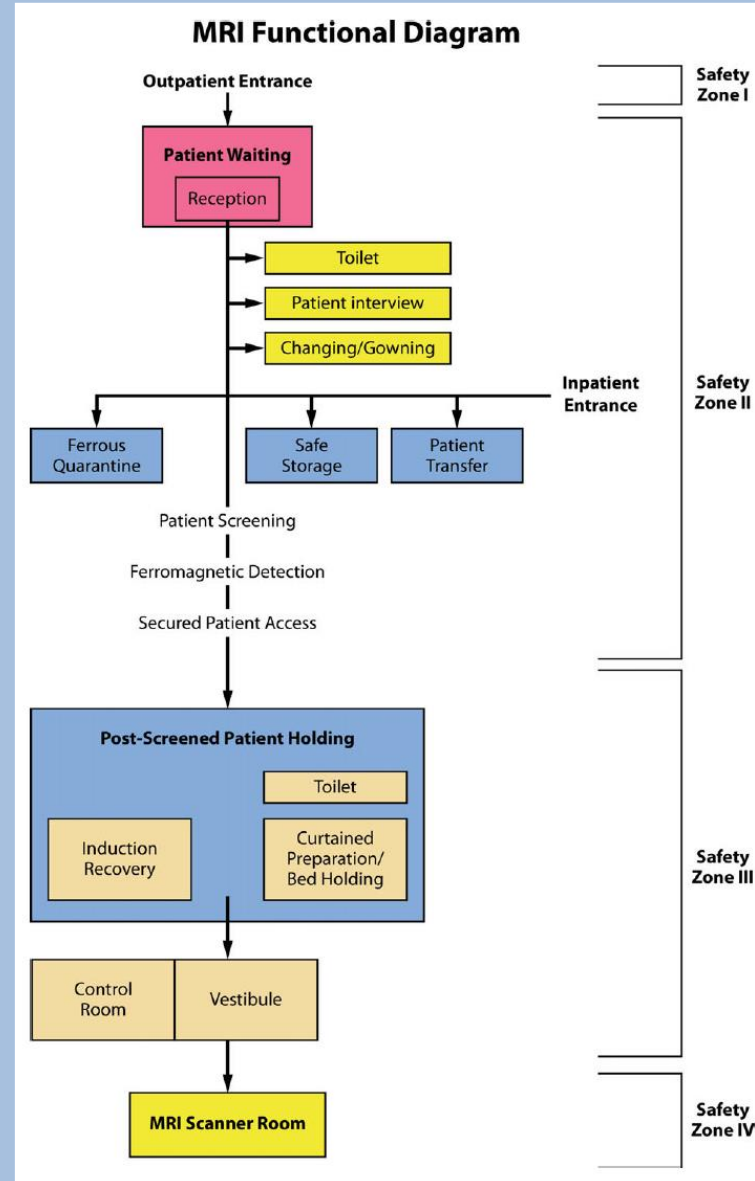 MRI Functional Diagram
Outpatient Entrance
Safety
Zone I
Patient Waiting
Reception
Toilet
Patient interview
Changing/Gowning
Inpatient
Entrance
Safety
Zone II
Ferrous
Quarantine
Safe
Storage
Patient
Transfer
Patient Screening
Ferromagnetic Detection
Secured Patient Access
Post-Screened Patient Holding
Toilet
Induction
Recovery
Curtained
Preparation/
Bed Holding
Safety
Zone III
Control
Room
Vestibule
MRI Scanner Room
Safety
Zone IV